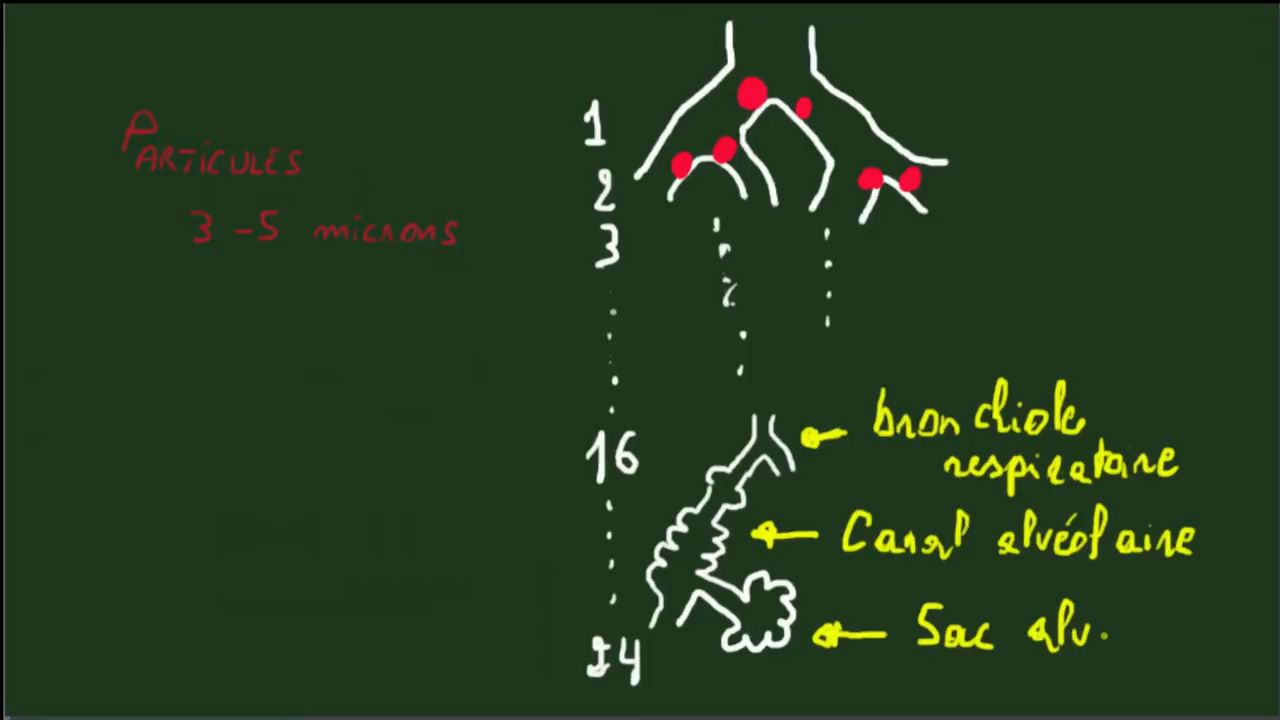 PARTICULES
3 - 5 microns
1
2
3
16
bronchiole
respiratoire
Canal alvéolaire
Sac alv.
24